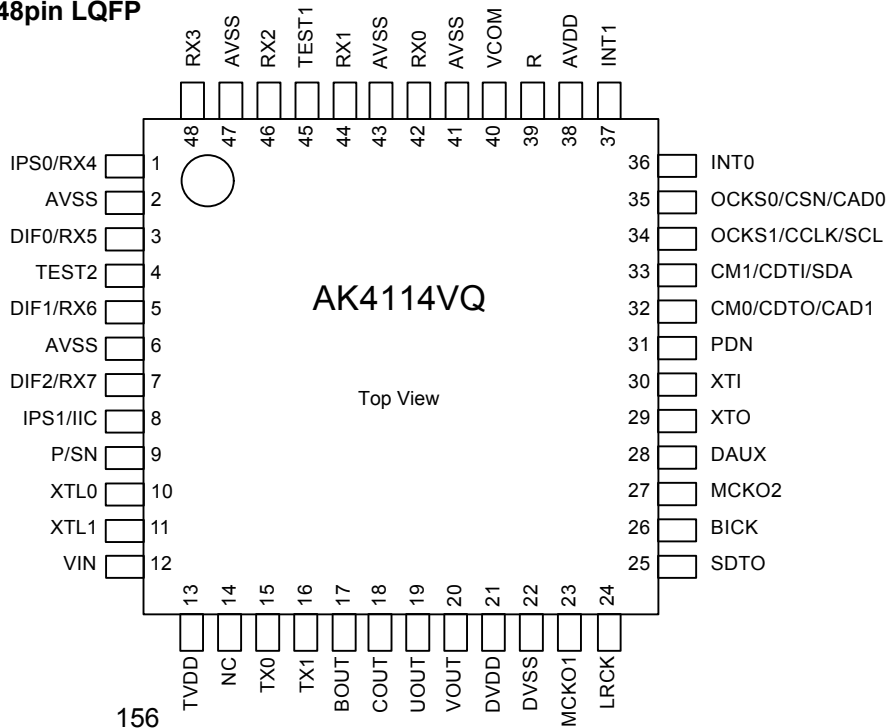 48pin LQFP
RX3
AVSS
RX2
TEST1
RX1
AVSS
RX0
AVSS
VCOM
R
AVDD
INT1
48
47
46
45
44
43
42
41
40
39
38
37
IPS0/RX4 1
AVSS 2
DIF0/RX5 3
TEST2 4
DIF1/RX6 5
AVSS 6
DIF2/RX7 7
IPS1/IIC 8
P/SN 9
XTL0 10
XTL1 11
VIN 12
AK4114VQ
Top View
36 INT0
35 OCKS0/CSN/CAD0
34 OCKS1/CCLK/SCL
33 CM1/CDTI/SDA
32 CM0/CDTO/CAD1
31 PDN
30 XTI
29 XTO
28 DAUX
27 MCKO2
26 BICK
25 SDTO
13
14
15
16
17
18
19
20
21
22
23
24
TVDD
NC
TX0
TX1
BOUT
COUT
UOUT
VOUT
DVDD
DVSS
MCKO1
LRCK
156